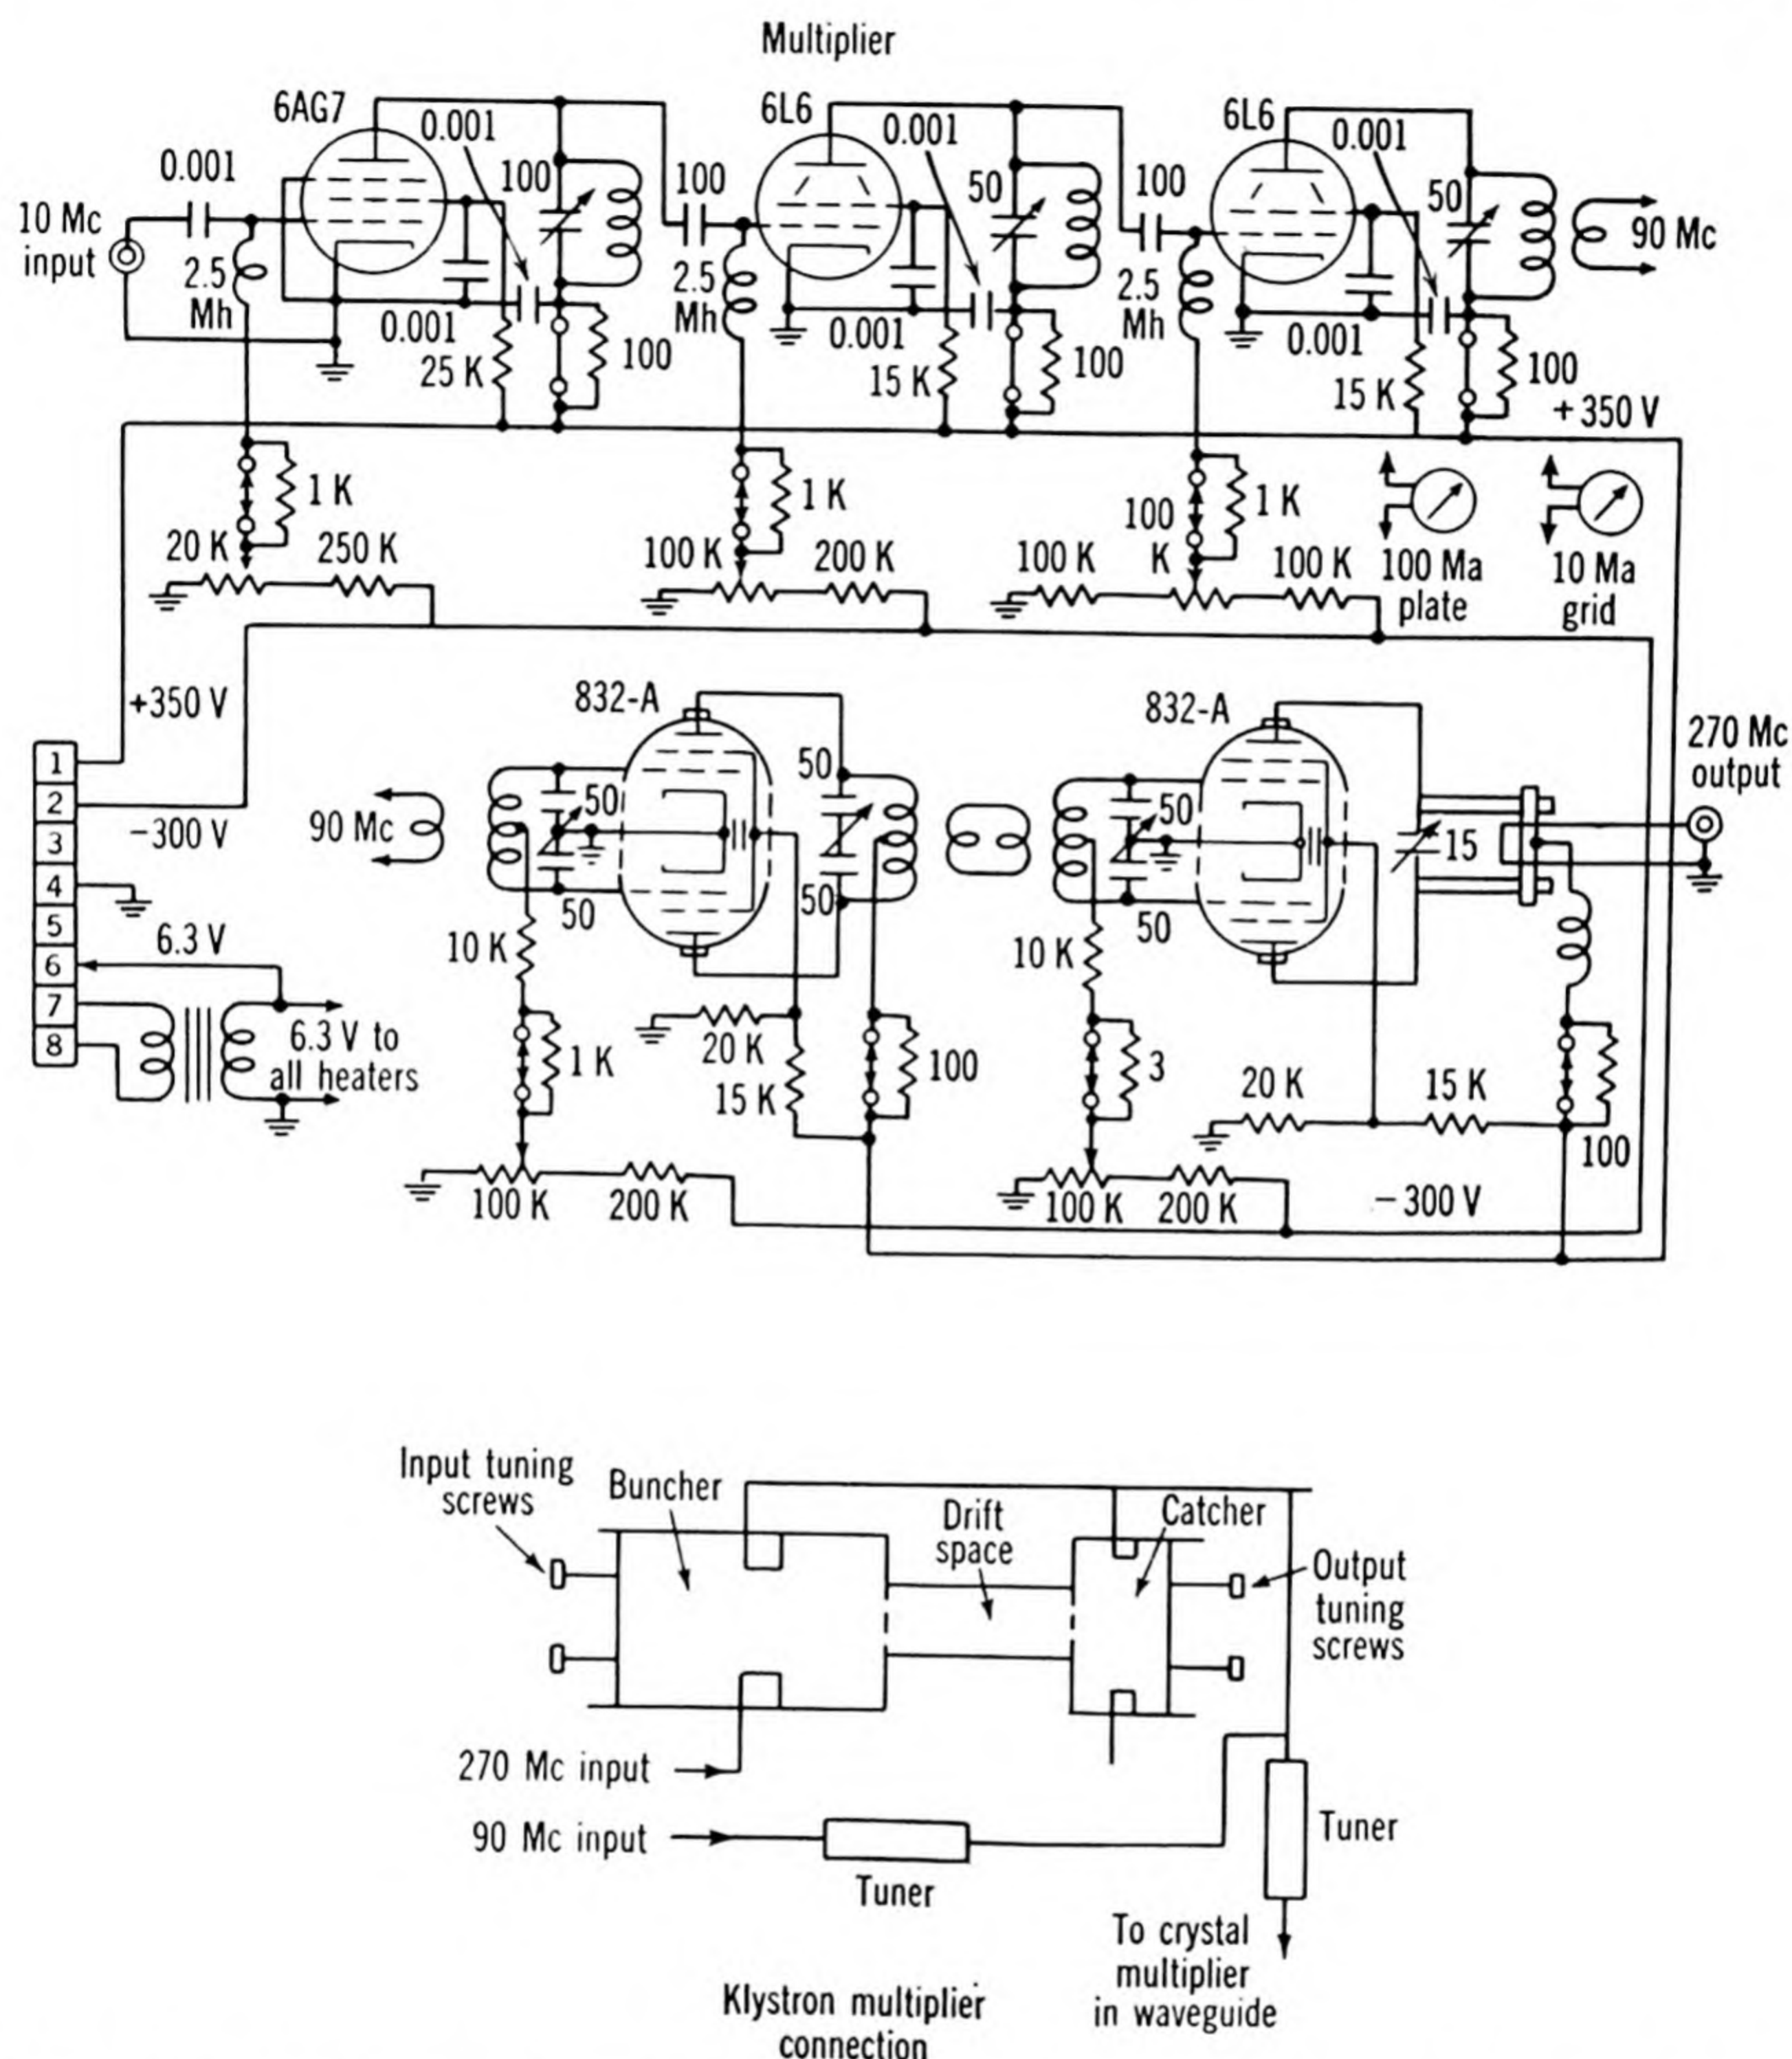 Multiplier
6AG7
6L6
6L6
0.001
0.001
0.001
0.001
100
100
50
100
50
10 Mc
input
90 Mc
2.5
Mh
2.5
Mh
2.5
Mh
0.001
0.001
0.001
25 K
100
15 K
100
15 K
100
+ 350 V
1 K
1 K
100
K
1 K
20 K
250 K
100 K
200 K
100 K
100 K
100 Ma
plate
10 Ma
grid
+350 V
832-A
832-A
270 Mc
output
1
2
3
4
5
6
7
8
-300 V
6.3 V
6.3 V to
all heaters
90 Mc
50
50
50
50
50
50
15
10 K
10 K
1 K
20 K
15 K
100
3
20 K
15 K
100
100 K
200 K
100 K
200 K
- 300 V
Input tuning
screws
Buncher
Drift
space
Catcher
Output
tuning
screws
270 Mc input
90 Mc input
Tuner
Tuner
To crystal
multiplier
in waveguide
Klystron multiplier
connection